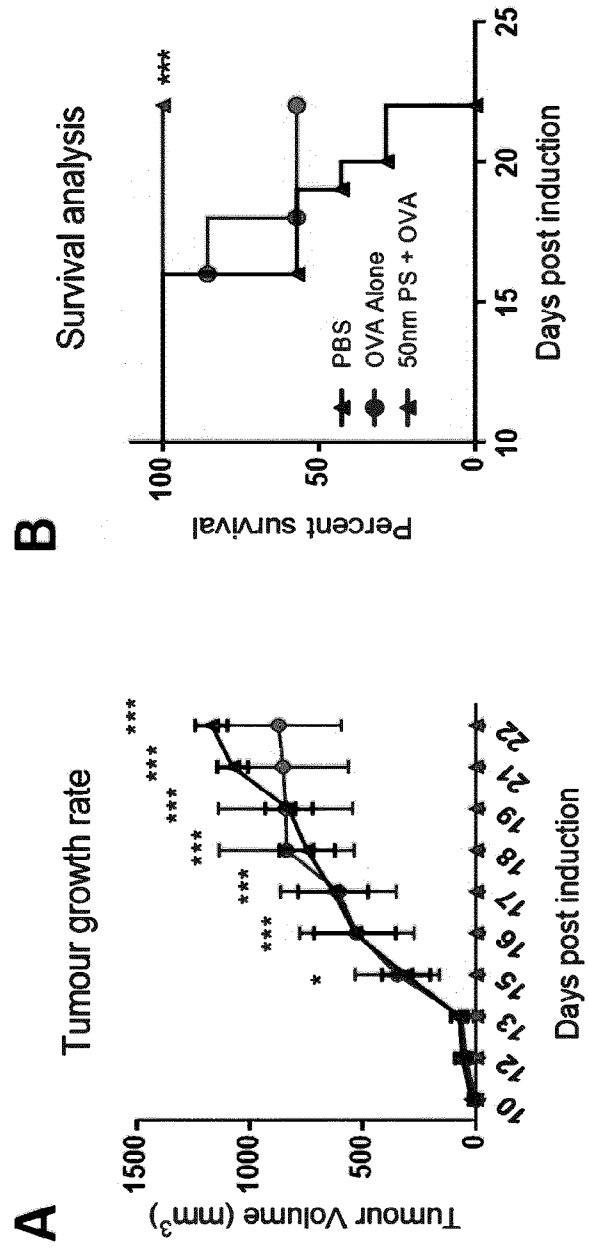 A
Tumour growth rate
Tumour Volume (mm³)
1500
1000
500
0
10 12 13 15 16 17 18 19 21 22
Days post induction
* *** *** *** *** *** ***
B
Survival analysis
Percent survival
100
50
0
10 15 20 25
Days post induction
PBS
OVA Alone
50nm PS + OVA
***